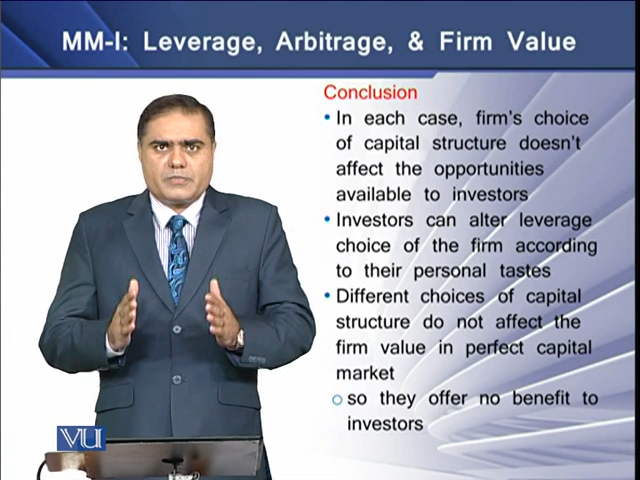 MM-I: Leverage, Arbitrage, & Firm Value
Conclusion
• In each case, firm's choice
of capital structure doesn't
affect the opportunities
available to investors
• Investors can alter leverage
choice of the firm according
to their personal tastes
• Different choices of capital
structure do not affect the
firm value in perfect capital
market
○ so they offer no benefit to
investors
VU